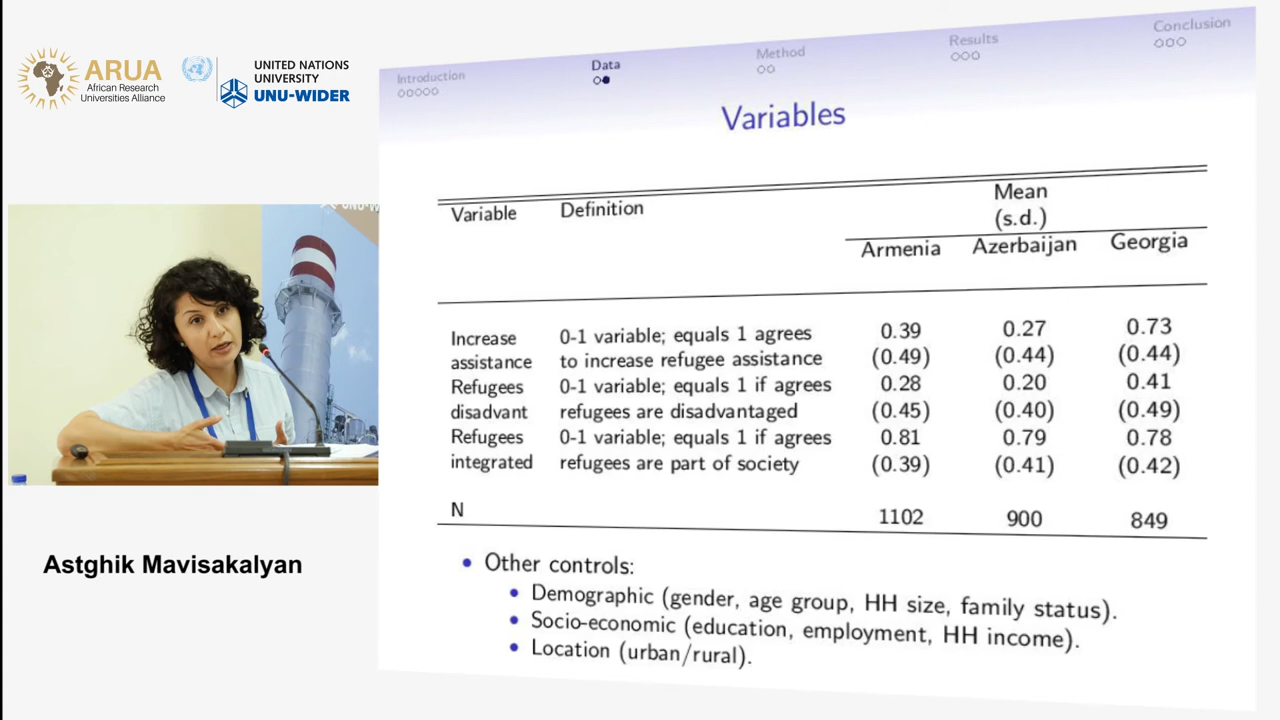 ARUA
African Research
Universities Alliance
UNITED NATIONS
UNIVERSITY
UNU-WIDER
Introduction
Data
Method
Results
Conclusion
Variables
Variable Definition Mean
(s.d.)
Armenia Azerbaijan Georgia
Increase 0-1 variable; equals 1 agrees 0.39 0.27 0.73
assistance to increase refugee assistance (0.49) (0.44) (0.44)
Refugees 0-1 variable; equals 1 if agrees 0.28 0.20 0.41
disadvant refugees are disadvantaged (0.45) (0.40) (0.49)
Refugees 0-1 variable; equals 1 if agrees 0.81 0.79 0.78
integrated refugees are part of society (0.39) (0.41) (0.42)
N 1102 900 849
• Other controls:
• Demographic (gender, age group, HH size, family status).
• Socio-economic (education, employment, HH income).
• Location (urban/rural).
Astghik Mavisakalyan